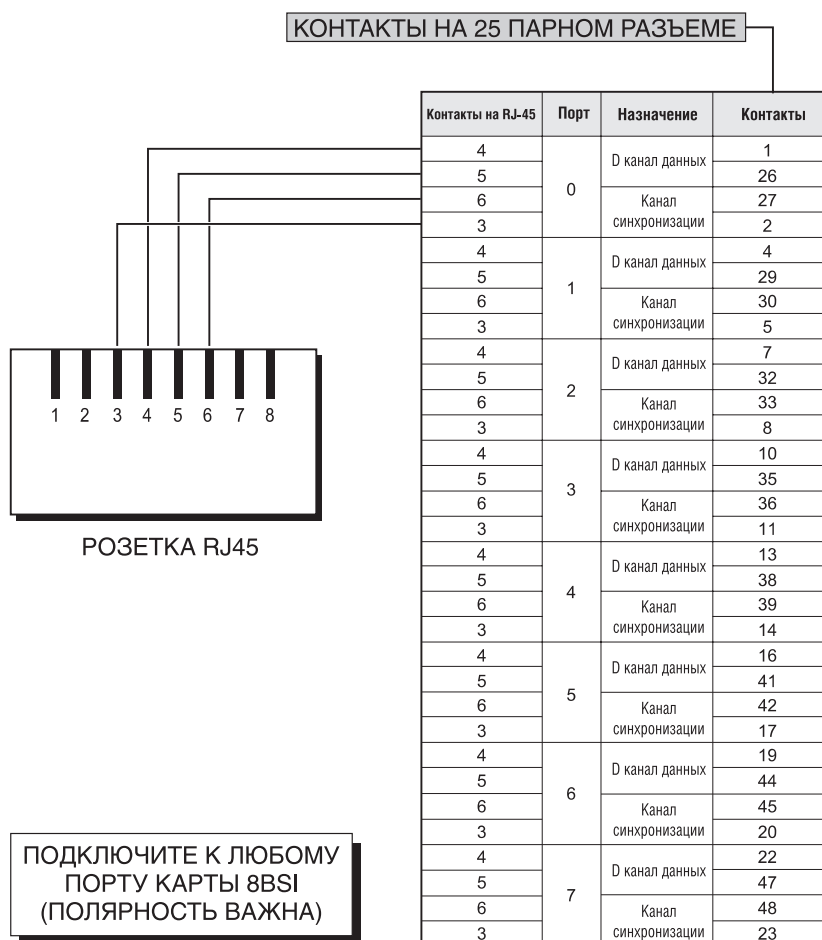 КОНТАКТЫ НА 25 ПАРНОМ РАЗЪЕМЕ
Контакты на RJ-45 Порт Назначение Контакты
4 0 D канал данных 1
5 26
6 Канал синхронизации 27
3 2
4 1 D канал данных 4
5 29
6 Канал синхронизации 30
3 5
4 2 D канал данных 7
5 32
6 Канал синхронизации 33
3 8
4 3 D канал данных 10
5 35
6 Канал синхронизации 36
3 11
4 4 D канал данных 13
5 38
6 Канал синхронизации 39
3 14
4 5 D канал данных 16
5 41
6 Канал синхронизации 42
3 17
4 6 D канал данных 19
5 44
6 Канал синхронизации 45
3 20
4 7 D канал данных 22
5 47
6 Канал синхронизации 48
3 23
1 2 3 4 5 6 7 8
РОЗЕТКА RJ45
ПОДКЛЮЧИТЕ К ЛЮБОМУ
ПОРТУ КАРТЫ 8BSI
(ПОЛЯРНОСТЬ ВАЖНА)